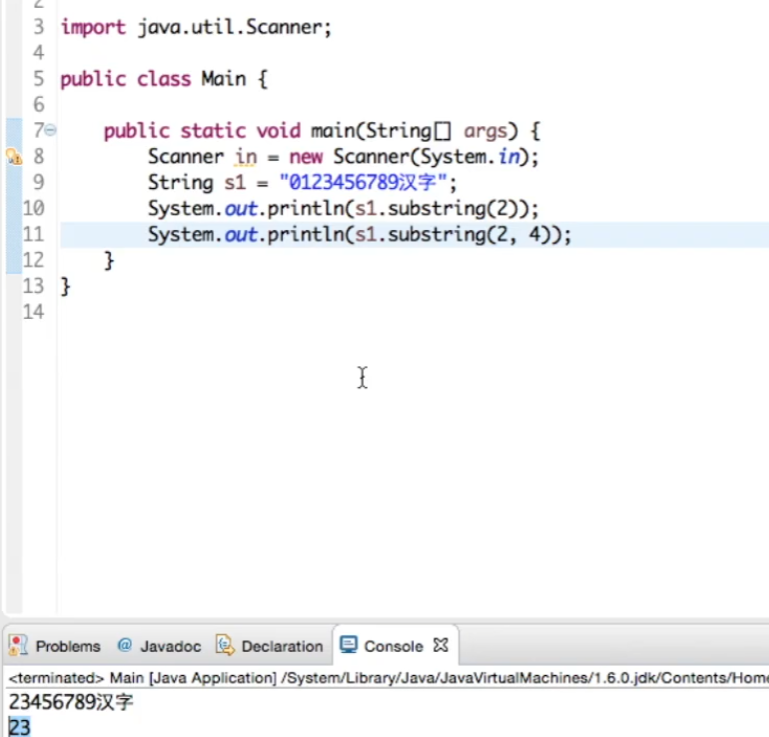 2
3 import java.util.Scanner;
4
5 public class Main {
6
7 public static void main(String[] args) {
8 Scanner in = new Scanner(System.in);
9 String s1 = "0123456789汉字";
10 System.out.println(s1.substring(2));
11 System.out.println(s1.substring(2, 4));
12 }
13 }
14
Problems @ Javadoc Declaration Console
<terminated> Main [Java Application] /System/Library/Java/JavaVirtualMachines/1.6.0.jdk/Contents/Home
23456789汉字
23